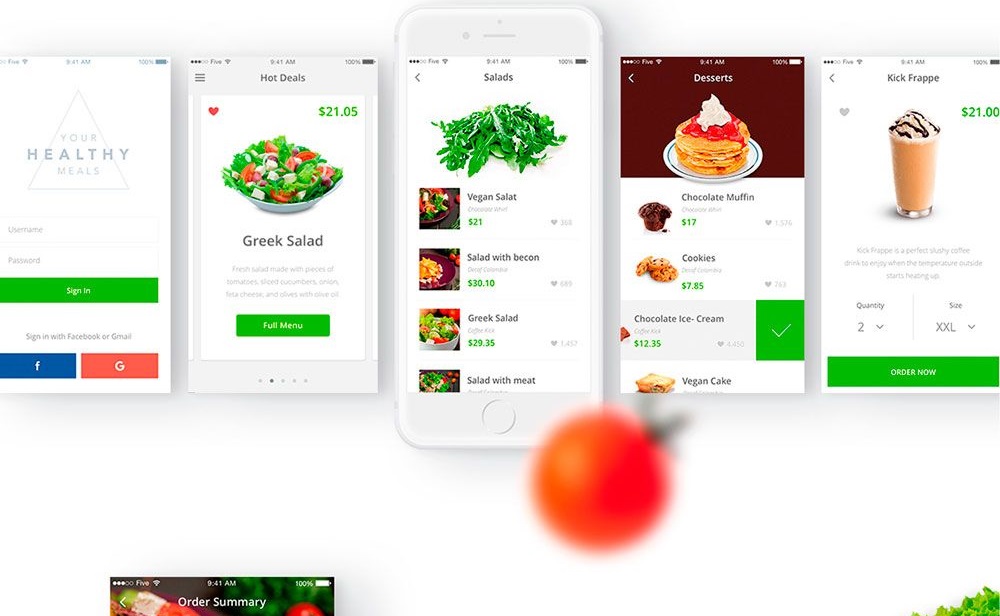 Five 9:41 AM 100%
YOUR
HEALTHY
MEALS
Username
Password
Sign In
Sign in with Facebook or Gmail
f G
Five 9:41 AM 100%
Hot Deals
$21.05
Greek Salad
Fresh salad made with pieces of
tomatoes, sliced cucumbers, onion,
feta cheese, and olives with olive oil.
Full Menu
Five 9:41 AM 100%
Salads
Vegan Salat
Chocolate Whirl
$21 368
Salad with becon
Decaf Colombia
$30.10 689
Greek Salad
Coffee Kick
$29.35 1.457
Salad with meat
Five 9:41 AM 100%
Desserts
Chocolate Muffin
Chocolate Whirl
$17 1.576
Cookies
Decaf Colombia
$7.85 763
Chocolate Ice- Cream
Coffee Kick
$12.35 4.450
Vegan Cake
Five 9:41 AM 100%
Kick Frappe
$21.00
Kick Frappe is a perfect slushy coffee
drink to enjoy when the temperature outside
starts heating up.
Quantity Size
2 XXL
ORDER NOW
Five 9:41 AM 100%
Order Summary